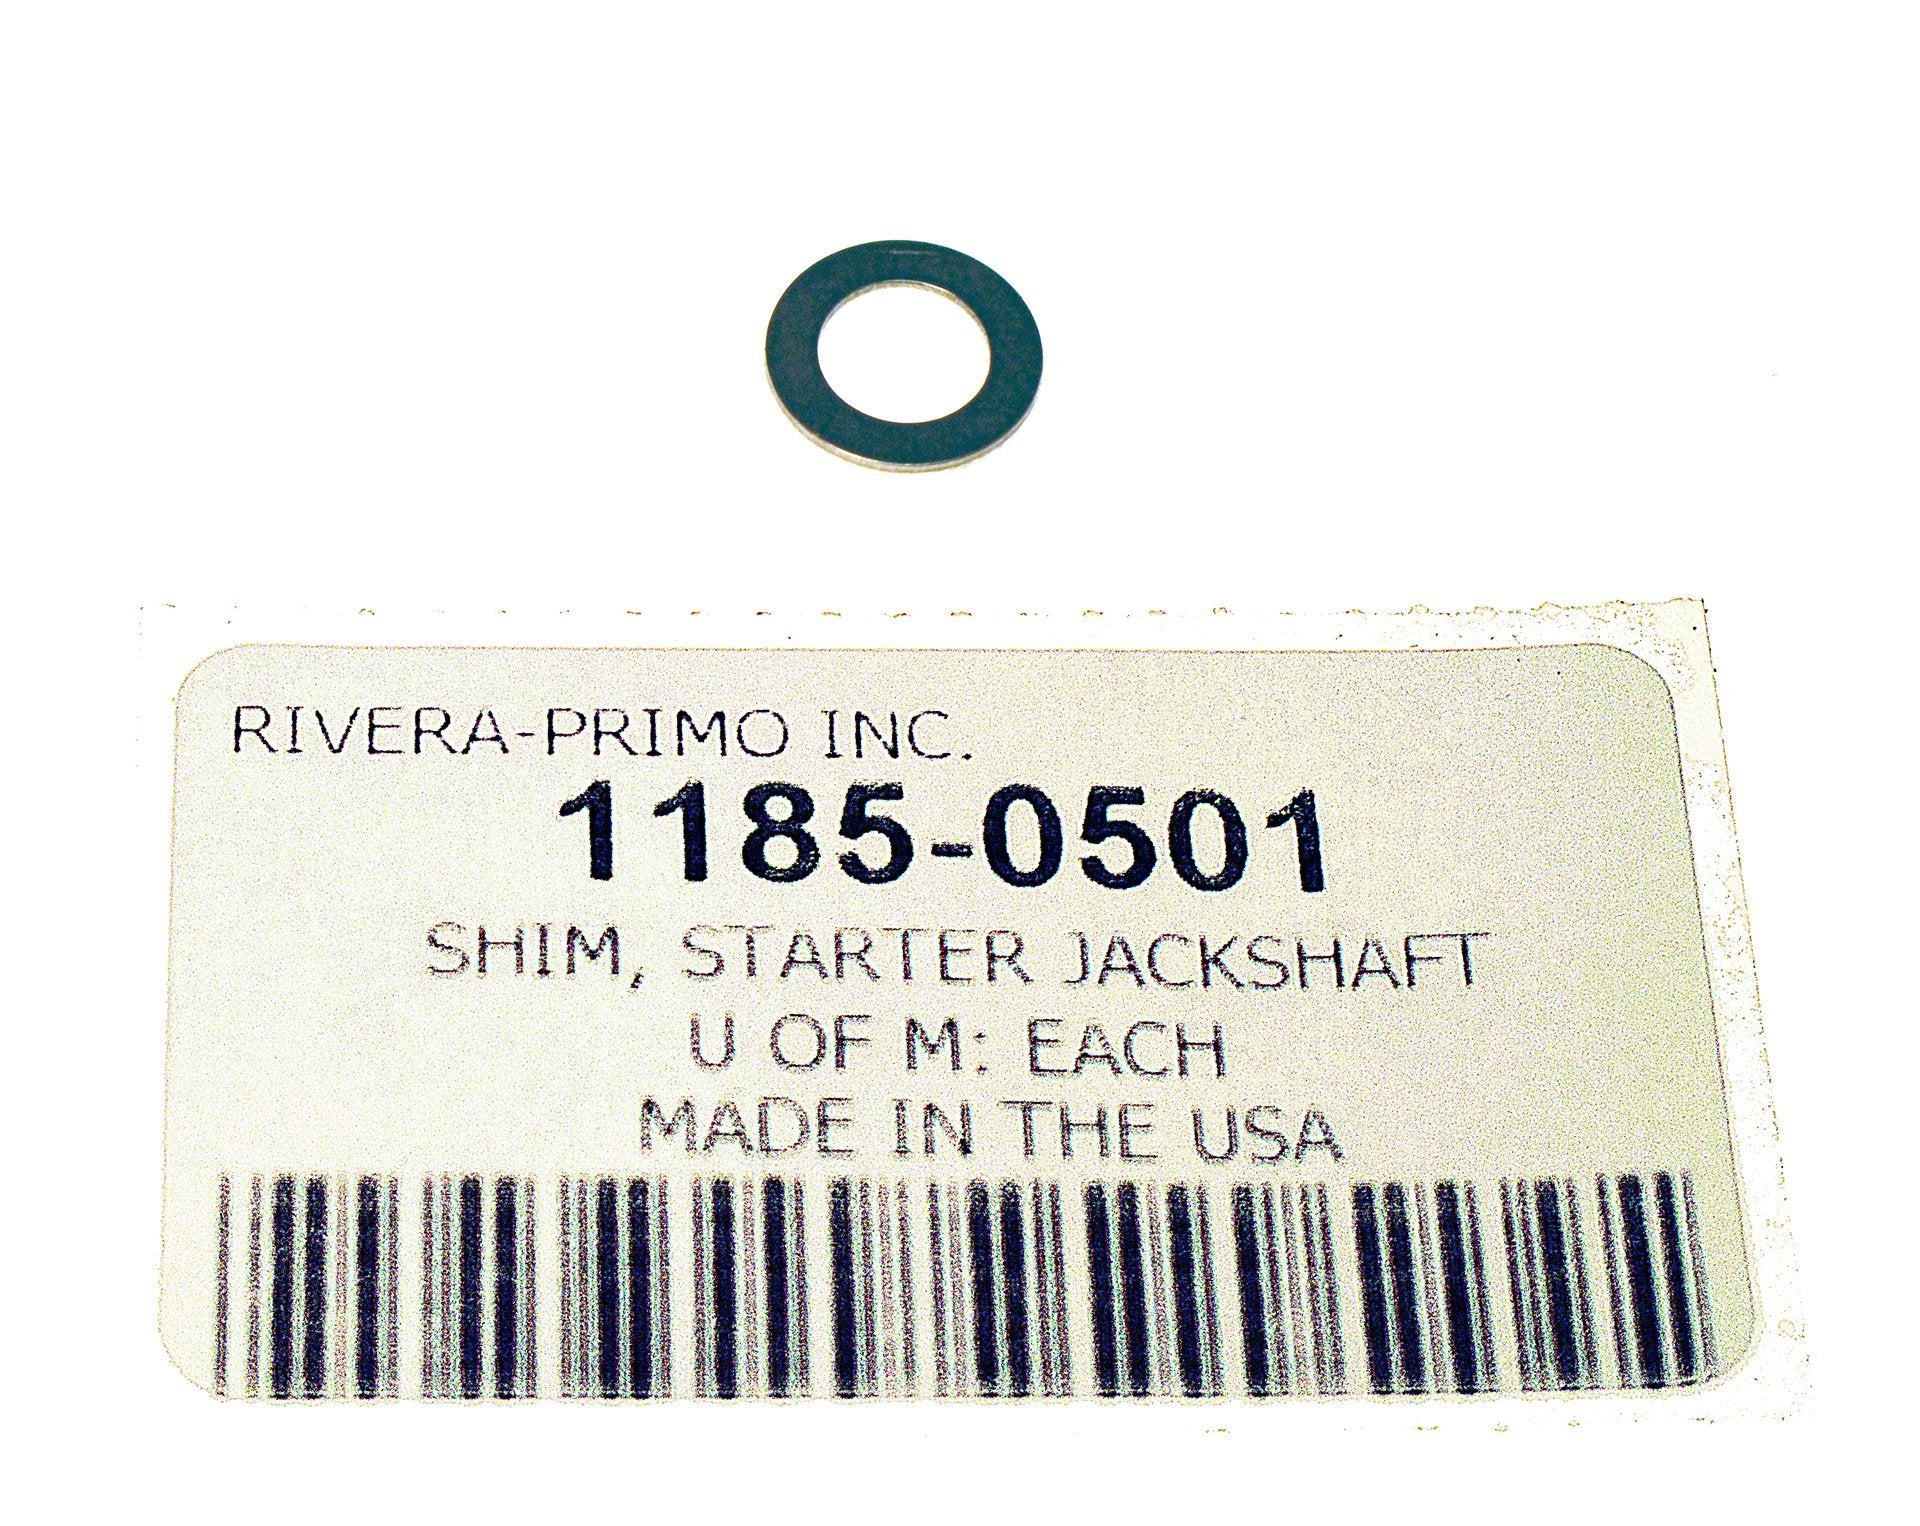 RIVERA-PRIMO INC.
1185-0501
SHIM, STARTER JACKSHAFT
U OF M: EACH
MADE IN THE USA